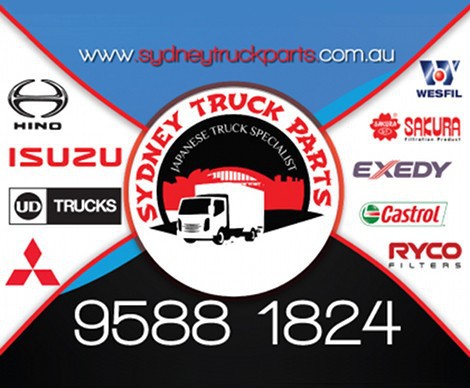 www.sydneytruckparts.com.au
HINO
ISUZU
UD TRUCKS
SYDNEY TRUCK PARTS
JAPANESE TRUCK SPECIALIST
WESFIL
SAKURA
SAKURA
Filtration Product
EXEDY
Castrol
RYCO
FILTERS
9588 1824